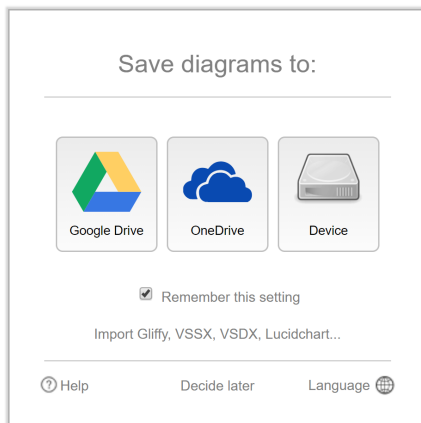 Save diagrams to:
Google Drive OneDrive Device
Remember this setting
Import Gliffy, VSSX, VSDX, Lucidchart...
Help Decide later Language